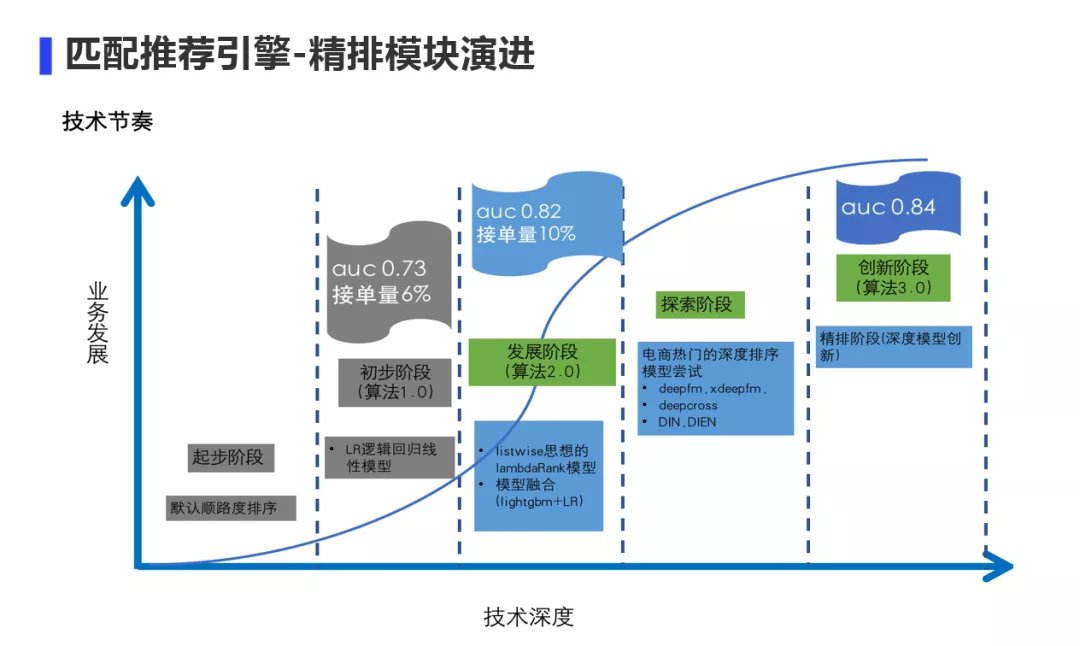 匹配推荐引擎-精排模块演进
技术节奏
业务发展
起步阶段
默认顺路度排序
auc 0.73
接单量6%
初步阶段
(算法1.0)
• LR逻辑回归线
性模型
auc 0.82
接单量10%
发展阶段
(算法2.0)
• listwise思想的
lambdaRank模型
• 模型融合
(lightgbm+LR)
探索阶段
电商热门的深度排序
模型尝试
• deepfm、xdeepfm、
• deepcross
• DIN、DIEN
auc 0.84
创新阶段
(算法3.0)
精排阶段(深度模型创
新)
技术深度